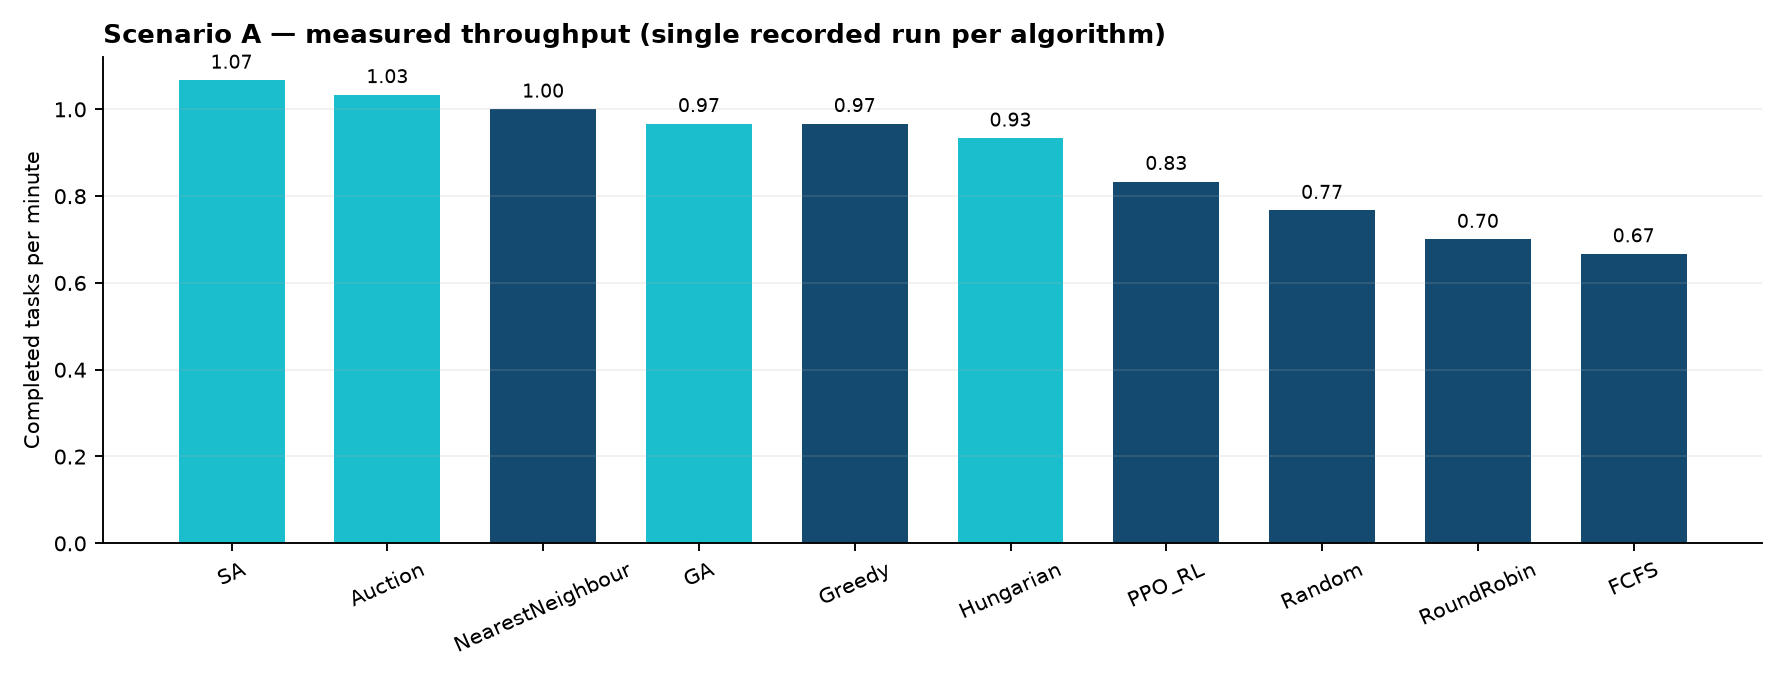 Scenario A — measured throughput (single recorded run per algorithm)
Completed tasks per minute
1.0
0.8
0.6
0.4
0.2
0.0
1.07
1.03
1.00
0.97
0.97
0.93
0.83
0.77
0.70
0.67
SA
Auction
NearestNeighbour
GA
Greedy
Hungarian
PPO_RL
Random
RoundRobin
FCFS